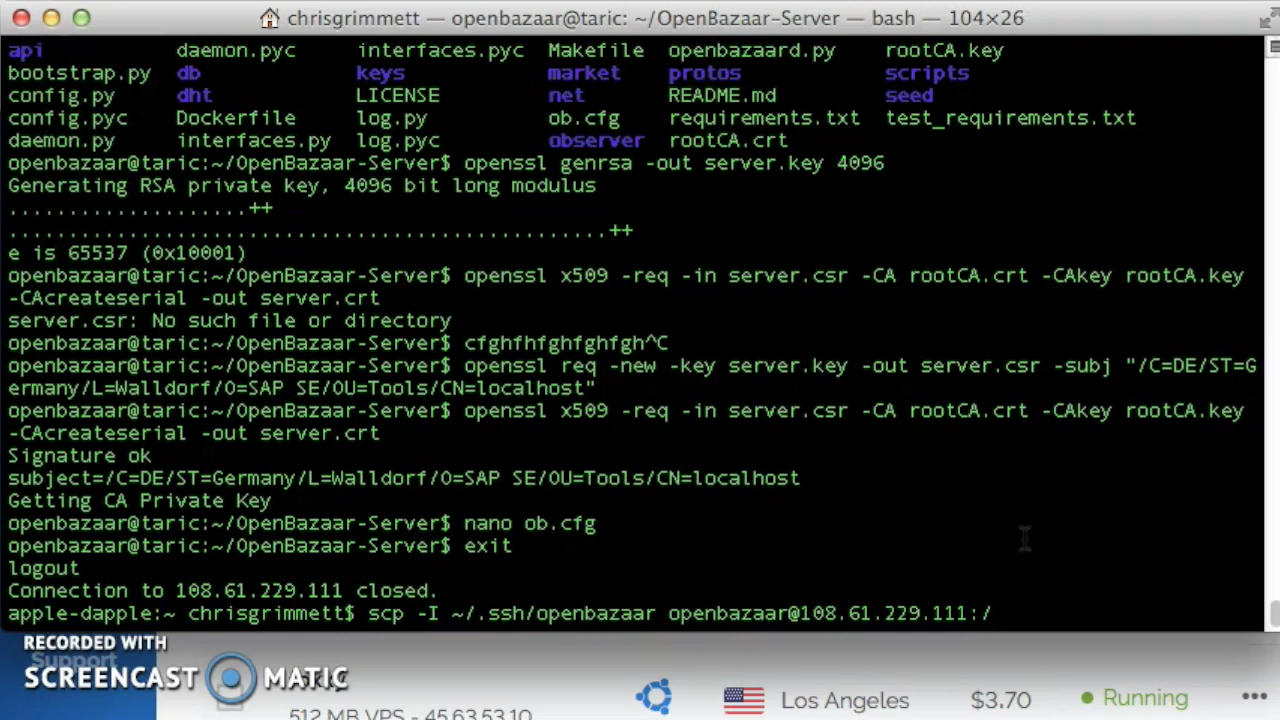 chrisgrimmett — openbazaar@taric: ~/OpenBazaar-Server — bash — 104×26
api daemon.pyc interfaces.pyc Makefile openbazaard.py rootCA.key
bootstrap.py db keys market protos scripts
config.py dht LICENSE net README.md seed
config.pyc Dockerfile log.py ob.cfg requirements.txt test_requirements.txt
daemon.py interfaces.py log.pyc observer rootCA.crt
openbazaar@taric:~/OpenBazaar-Server$ openssl genrsa -out server.key 4096
Generating RSA private key, 4096 bit long modulus
....................++
..................................................++
e is 65537 (0x10001)
openbazaar@taric:~/OpenBazaar-Server$ openssl x509 -req -in server.csr -CA rootCA.crt -CAkey rootCA.key
-CAcreateserial -out server.crt
server.csr: No such file or directory
openbazaar@taric:~/OpenBazaar-Server$ cfghfhfghfghfgh^C
openbazaar@taric:~/OpenBazaar-Server$ openssl req -new -key server.key -out server.csr -subj "/C=DE/ST=G
ermany/L=Walldorf/O=SAP SE/OU=Tools/CN=localhost"
openbazaar@taric:~/OpenBazaar-Server$ openssl x509 -req -in server.csr -CA rootCA.crt -CAkey rootCA.key
-CAcreateserial -out server.crt
Signature ok
subject=/C=DE/ST=Germany/L=Walldorf/O=SAP SE/OU=Tools/CN=localhost
Getting CA Private Key
openbazaar@taric:~/OpenBazaar-Server$ nano ob.cfg
openbazaar@taric:~/OpenBazaar-Server$ exit
logout
Connection to 108.61.229.111 closed.
apple-dapple:~ chrisgrimmett$ scp -I ~/.ssh/openbazaar openbazaar@108.61.229.111:/
RECORDED WITH
Support
SCREENCAST MATIC
Los Angeles $3.70 Running
512 MB VPS - 45.63.53.10